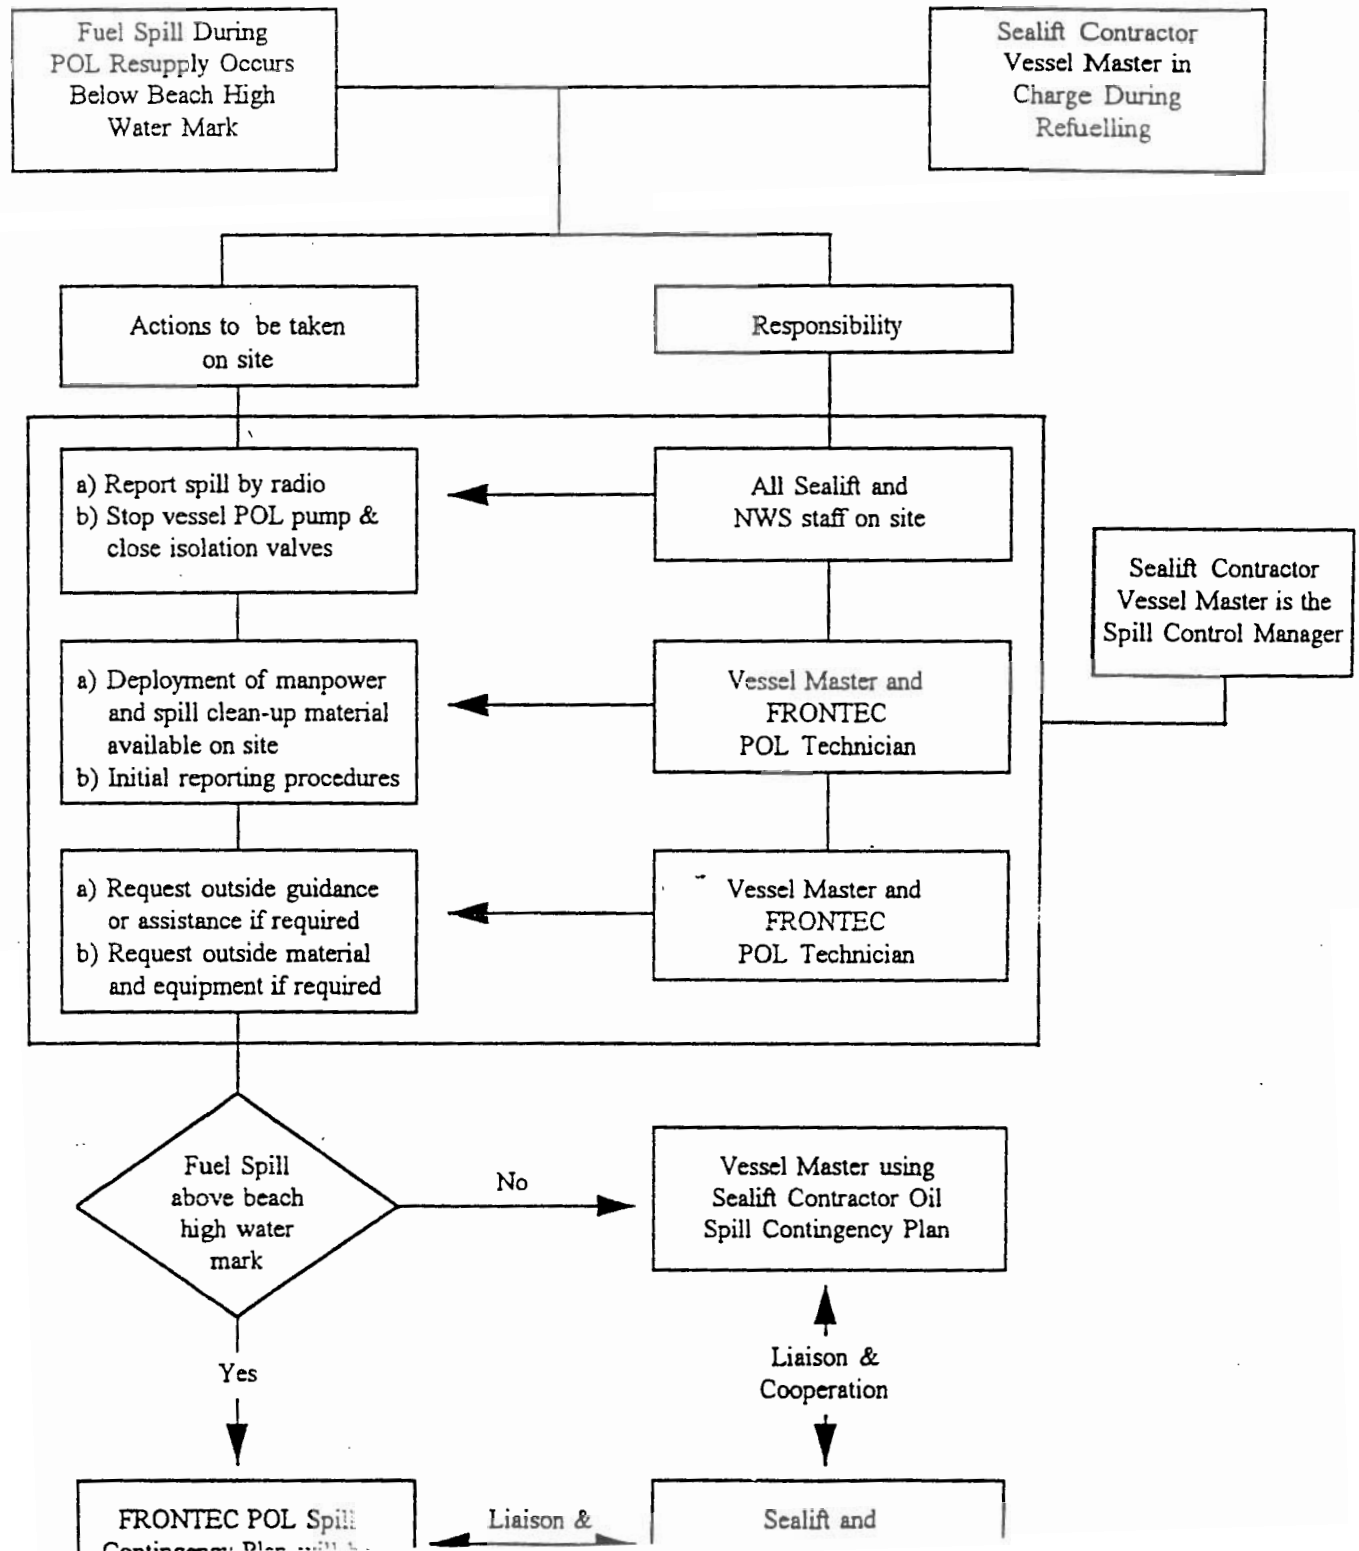 Fuel Spill During
POL Resupply Occurs
Below Beach High
Water Mark
Sealift Contractor
Vessel Master in
Charge During
Refuelling
Actions to be taken
on site
Responsibility
a) Report spill by radio
b) Stop vessel POL pump &
close isolation valves
All Sealift and
NWS staff on site
Sealift Contractor
Vessel Master is the
Spill Control Manager
a) Deployment of manpower
and spill clean-up material
available on site
b) Initial reporting procedures
Vessel Master and
FRONTEC
POL Technician
a) Request outside guidance
or assistance if required
b) Request outside material
and equipment if required
Vessel Master and
FRONTEC
POL Technician
Fuel Spill
above beach
high water
mark
No
Vessel Master using
Sealift Contractor Oil
Spill Contingency Plan
Yes
Liaison &
Cooperation
FRONTEC POL Spill
Contingency Plan will
Liaison &
Sealift and